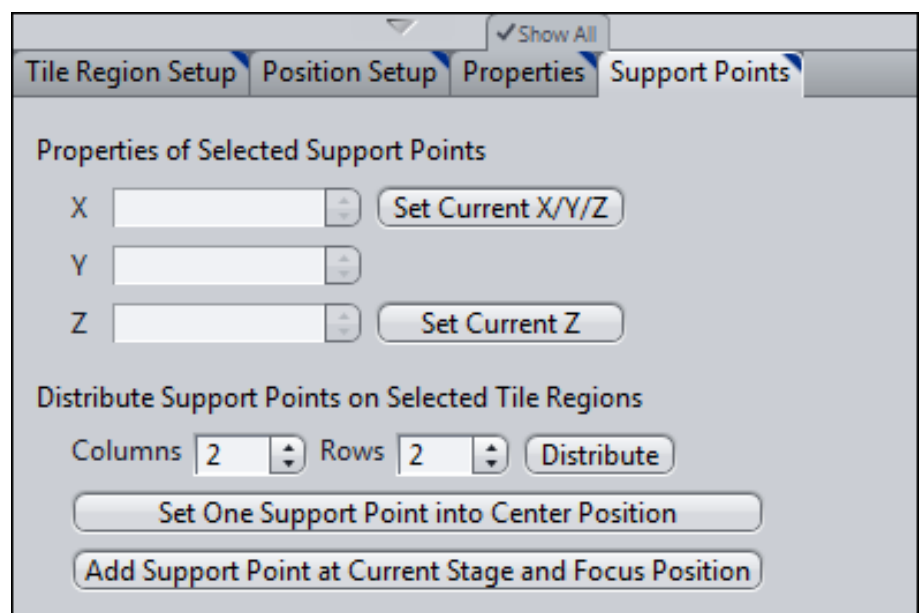 Show All
Tile Region Setup Position Setup Properties Support Points
Properties of Selected Support Points
X Set Current X/Y/Z
Y
Z Set Current Z
Distribute Support Points on Selected Tile Regions
Columns 2 Rows 2 Distribute
Set One Support Point into Center Position
Add Support Point at Current Stage and Focus Position